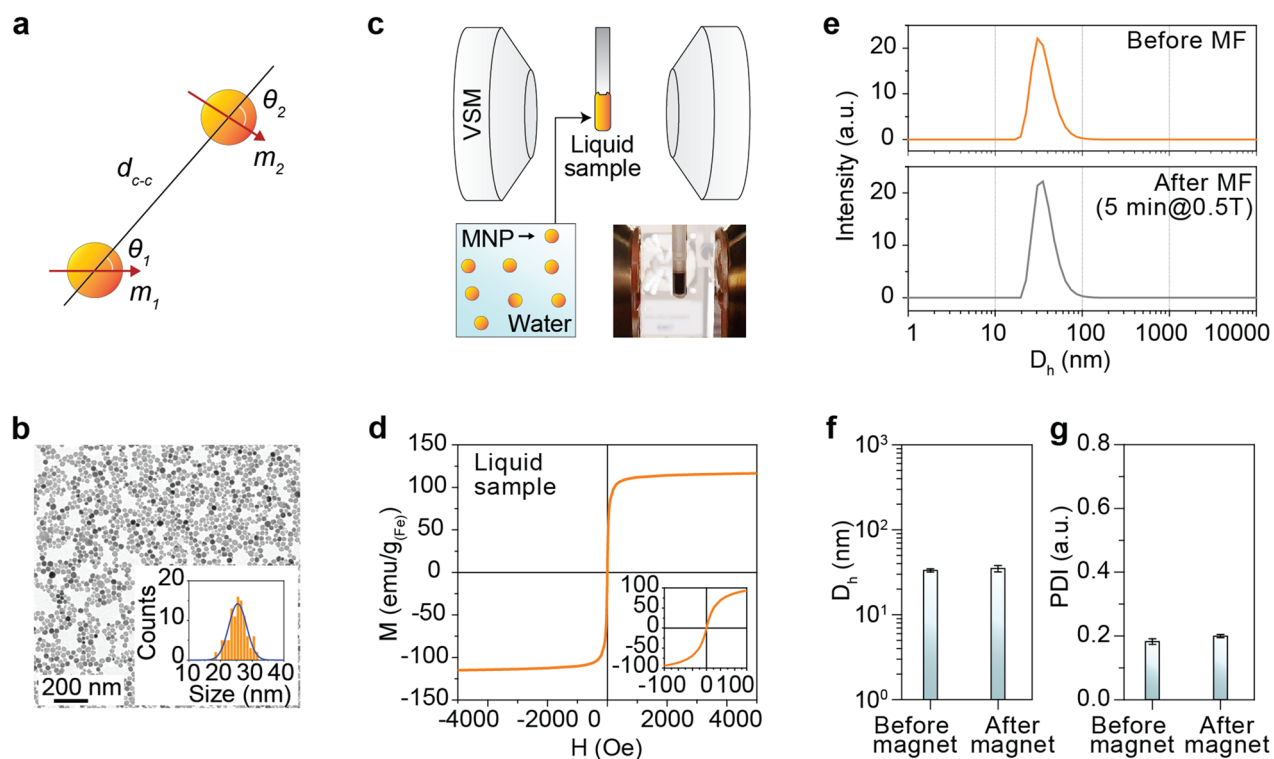 a
θ2
m2
dc-c
θ1
m1
b
20
10
0
Counts
10 20 30 40
Size (nm)
200 nm
c
VSM
Liquid
sample
MNP
Water
d
150
100
50
0
-50
-100
-150
M (emu/g(Fe))
Liquid
sample
100
50
0
-50
-100
-100 0 100
-4000 -2000 0 2000 4000
H (Oe)
e
Before MF
20
10
0
After MF
(5 min@0.5T)
20
10
0
Intensity (a.u.)
1 10 100 1000 10000
Dh (nm)
f
10³
10²
10¹
10⁰
Dh (nm)
Before
magnet
After
magnet
g
0.8
0.6
0.4
0.2
0.0
PDI (a.u.)
Before
magnet
After
magnet